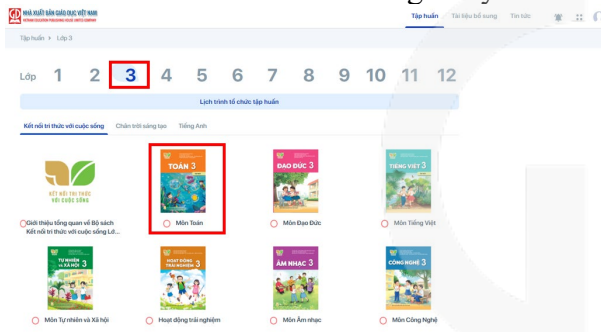 NHÀ XUẤT BẢN GIÁO DỤC VIỆT NAM
VIETNAM EDUCATION PUBLISHING HOUSE LIMITED COMPANY
Tập huấn Tài liệu bổ sung Tin tức
Tập huấn > Lớp 3
Lớp 1 2 3 4 5 6 7 8 9 10 11 12
Lịch trình tổ chức tập huấn
Kết nối tri thức với cuộc sống Chân trời sáng tạo Tiếng Anh
KẾT NỐI TRI THỨC
VỚI CUỘC SỐNG
TOÁN 3
ĐẠO ĐỨC 3
TIẾNG VIỆT 3
Giới thiệu tổng quan về Bộ sách
Kết nối tri thức với cuộc sống Lớ...
Môn Toán
Môn Đạo Đức
Môn Tiếng Việt
TỰ NHIÊN
VÀ XÃ HỘI 3
HOẠT ĐỘNG
TRẢI NGHIỆM 3
ÂM NHẠC 3
CÔNG NGHỆ 3
Môn Tự nhiên và Xã hội
Hoạt động trải nghiệm
Môn Âm nhạc
Môn Công Nghệ